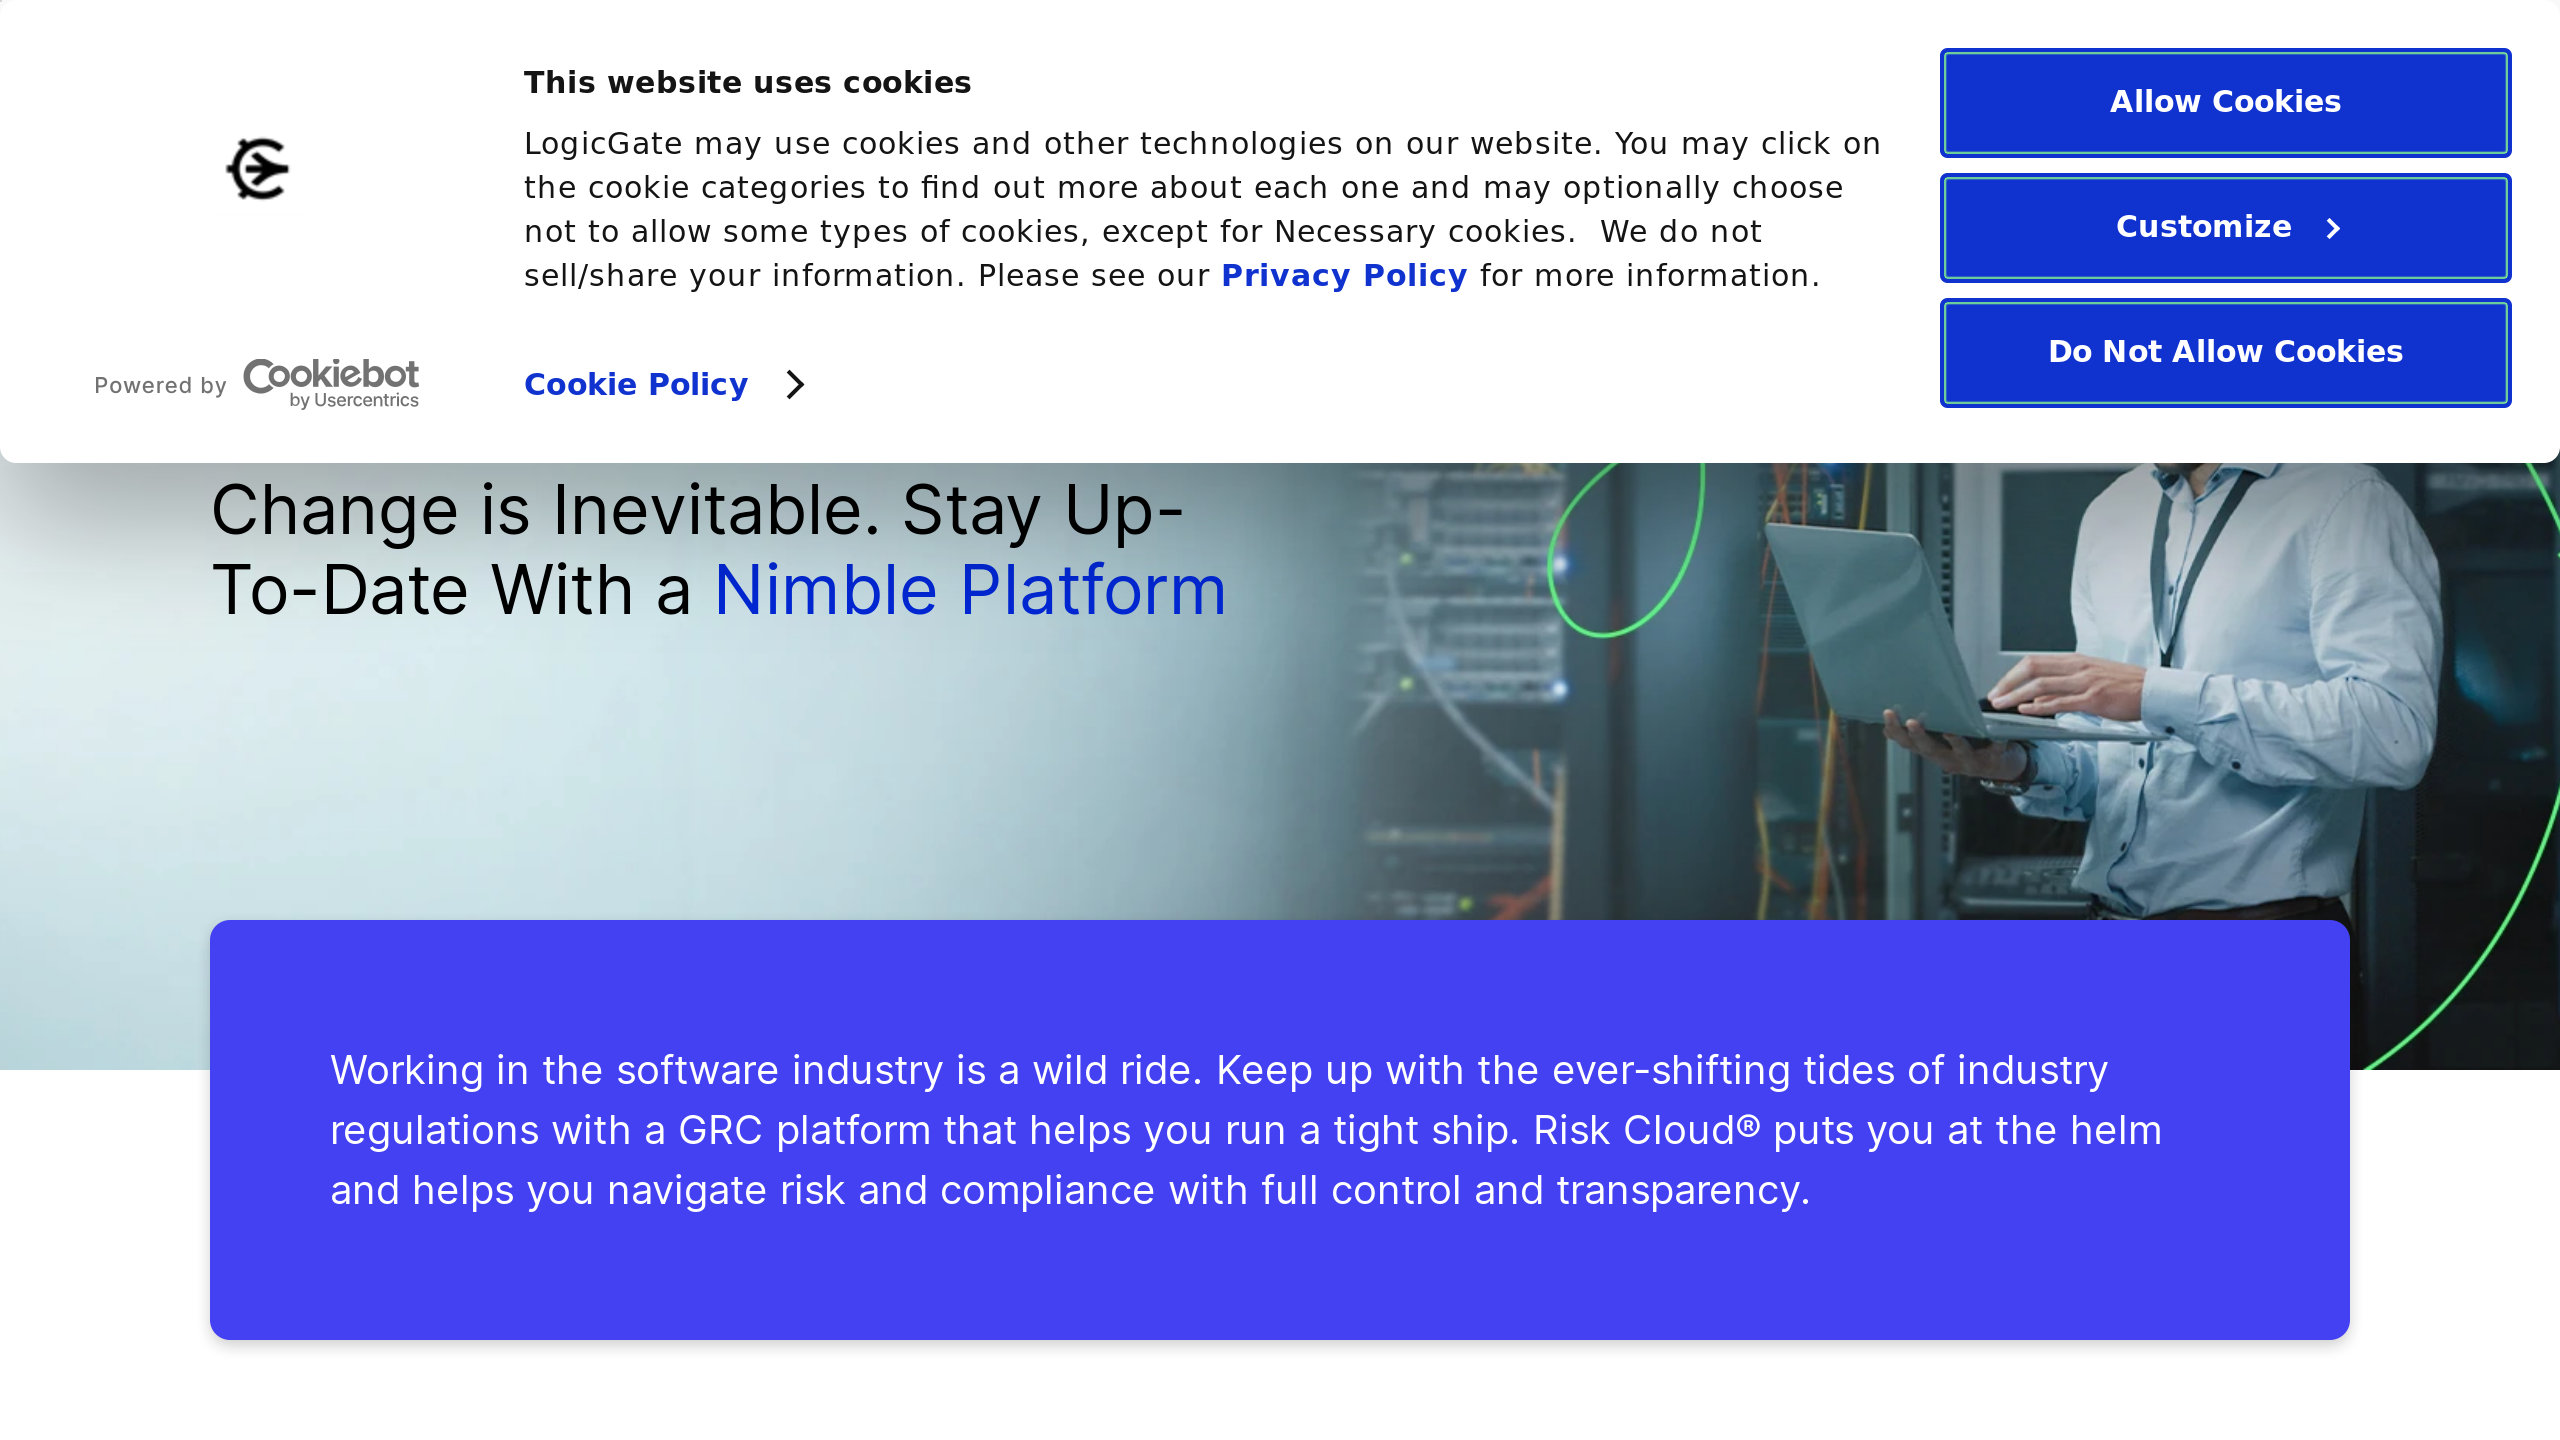 This website uses cookies
LogicGate may use cookies and other technologies on our website. You may click on
the cookie categories to find out more about each one and may optionally choose
not to allow some types of cookies, except for Necessary cookies.  We do not
sell/share your information. Please see our Privacy Policy for more information.
Powered by Cookiebot
by Usercentrics
Cookie Policy
Allow Cookies
Customize
Do Not Allow Cookies
Change is Inevitable. Stay Up-
To-Date With a Nimble Platform
Working in the software industry is a wild ride. Keep up with the ever-shifting tides of industry
regulations with a GRC platform that helps you run a tight ship. Risk Cloud® puts you at the helm
and helps you navigate risk and compliance with full control and transparency.